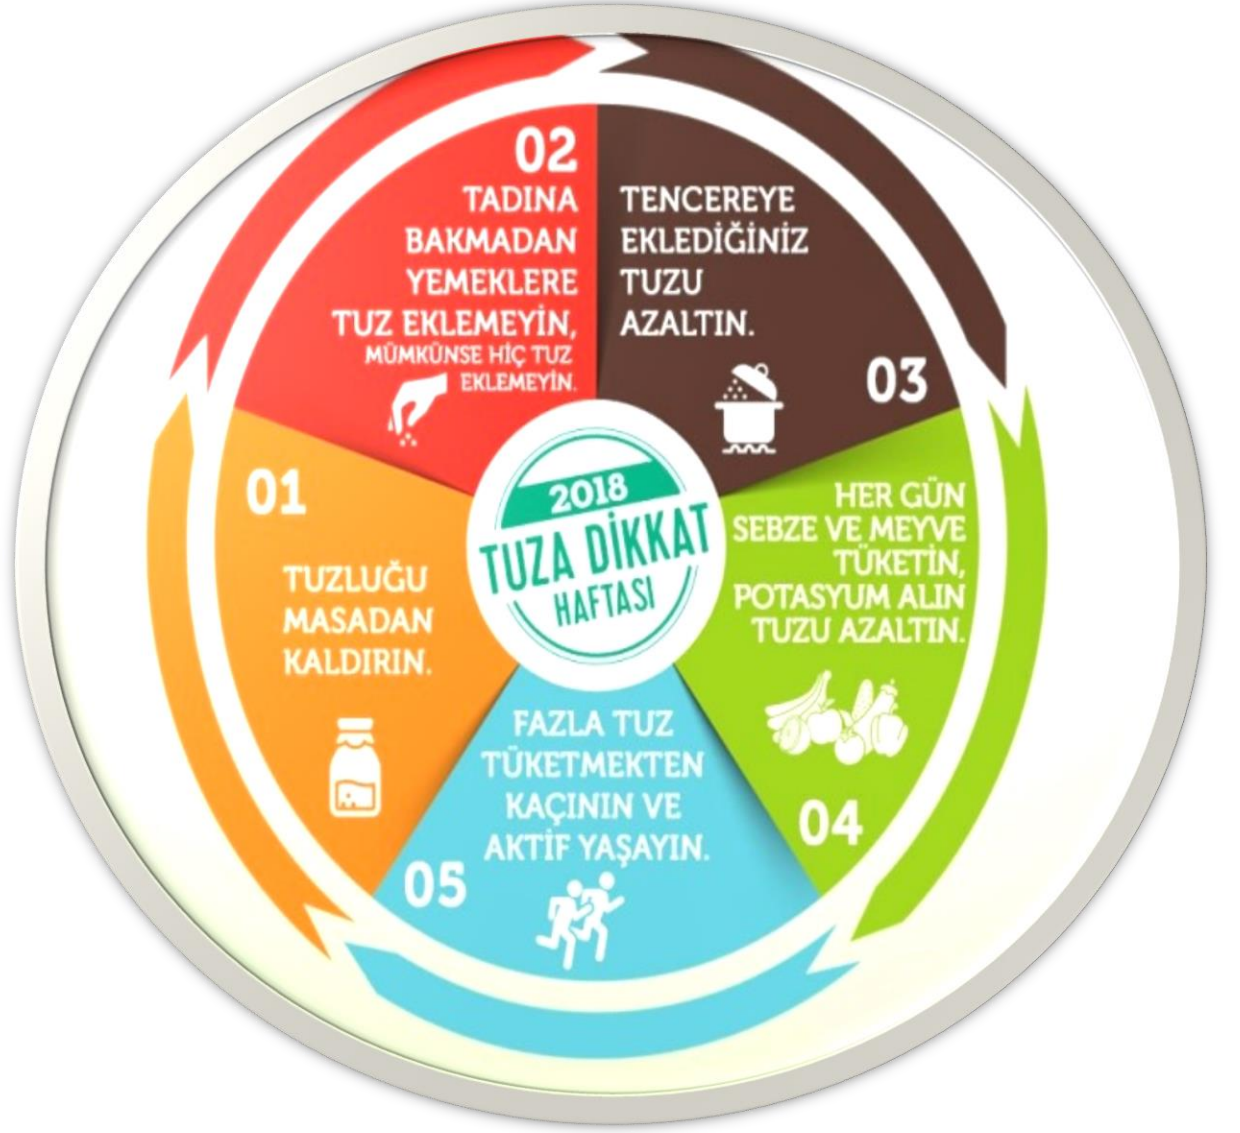 01
TUZLUĞU
MASADAN
KALDIRIN.
02
TADINA
BAKMADAN
YEMEKLERE
TUZ EKLEMEYİN,
MÜMKÜNSE HİÇ TUZ
EKLEMEYİN.
TENCEREYE
EKLEDİĞİNİZ
TUZU
AZALTIN.
03
HER GÜN
SEBZE VE MEYVE
TÜKETİN,
POTASYUM ALIN
TUZU AZALTIN.
04
FAZLA TUZ
TÜKETMEKTEN
KAÇININ VE
AKTİF YAŞAYIN.
05
2018
TUZA DİKKAT
HAFTASI